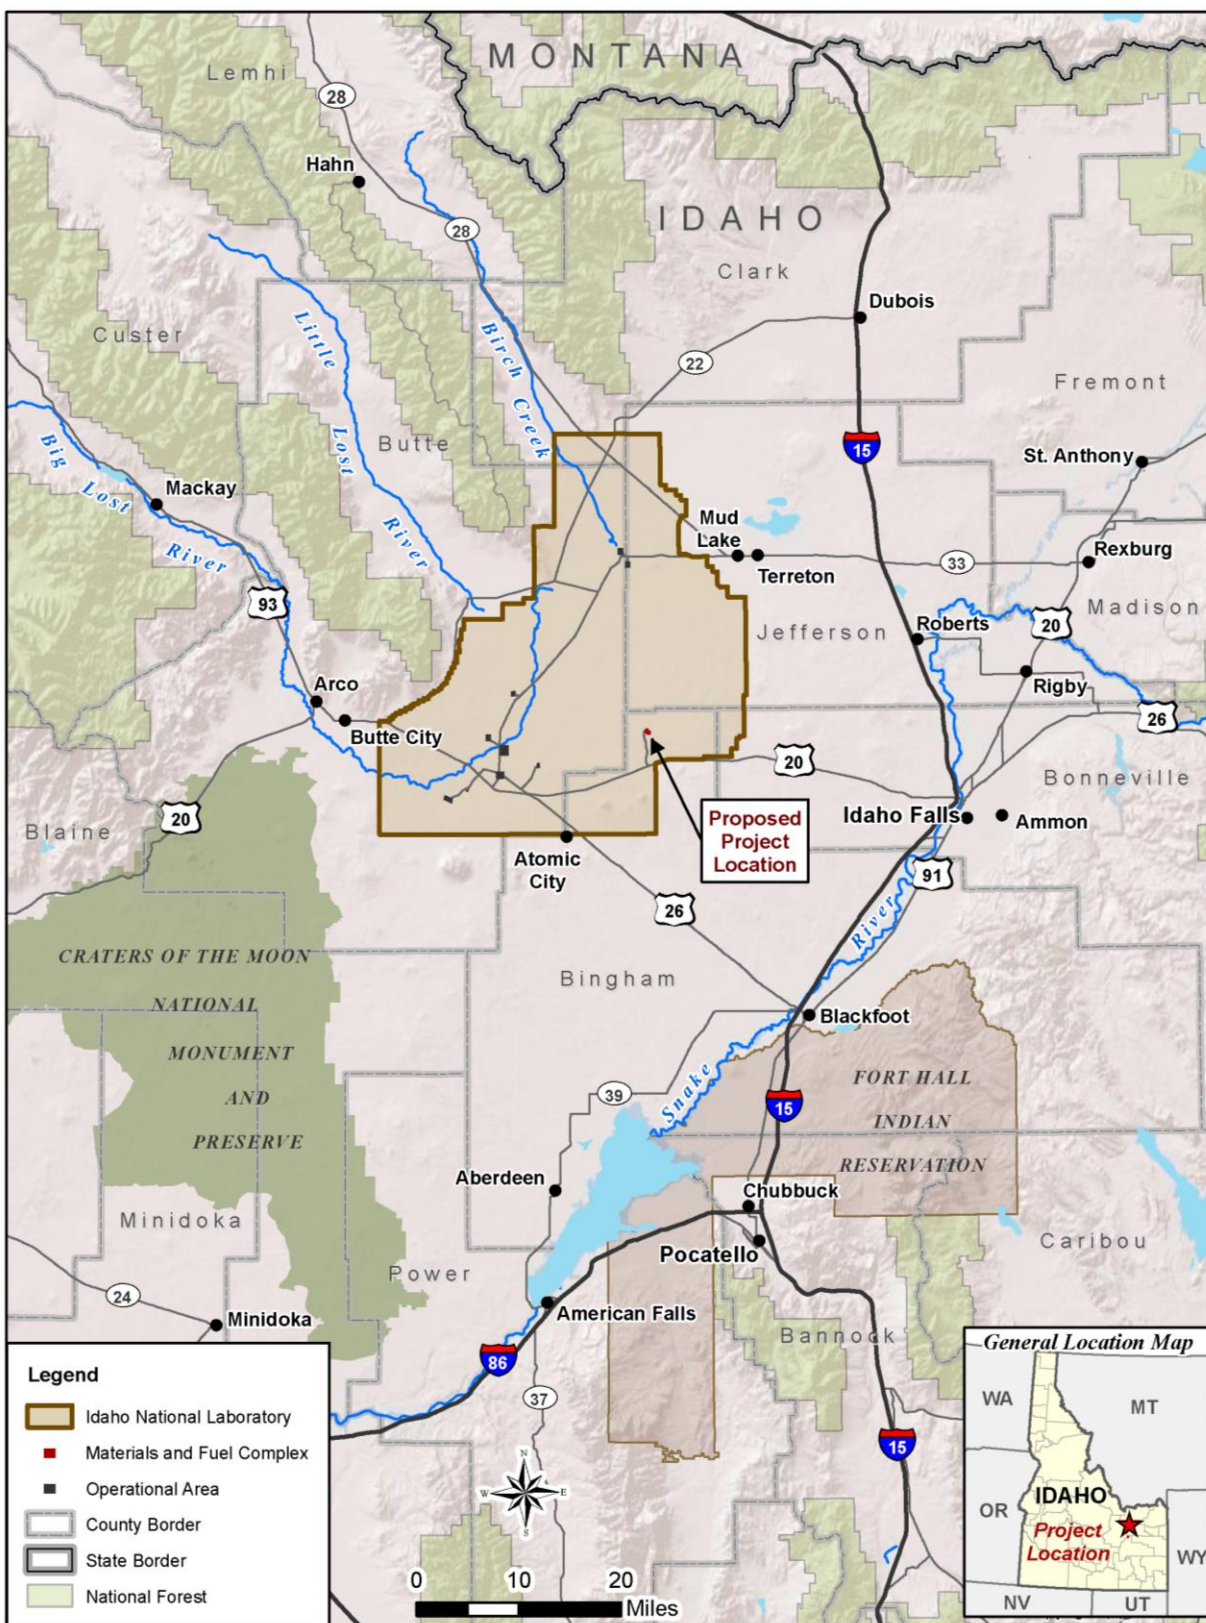 MONTANA
Lemhi
28
Hahn
28
IDAHO
Clark
Dubois
Custer
Little
Lost
River
Birch Creek
22
Fremont
Butte
15
St. Anthony
Big
Lost
River
Mackay
Mud
Lake
Terreton
33
Rexburg
Madison
93
Jefferson
Roberts
20
Rigby
Arco
Butte City
26
20
Bonneville
Proposed
Project
Location
Idaho Falls
Ammon
20
Blaine
Atomic
City
91
26
River
CRATERS OF THE MOON
NATIONAL
MONUMENT
AND
PRESERVE
Bingham
Blackfoot
Snake
39
15
FORT HALL
INDIAN
RESERVATION
Aberdeen
Chubbuck
Minidoka
Pocatello
Caribou
Power
24
Minidoka
American Falls
Bannock
86
37
15
Legend
Idaho National Laboratory
Materials and Fuel Complex
Operational Area
County Border
State Border
National Forest
N
W
E
S
0
10
20
Miles
General Location Map
WA
MT
OR
IDAHO
Project
Location
WY
NV
UT